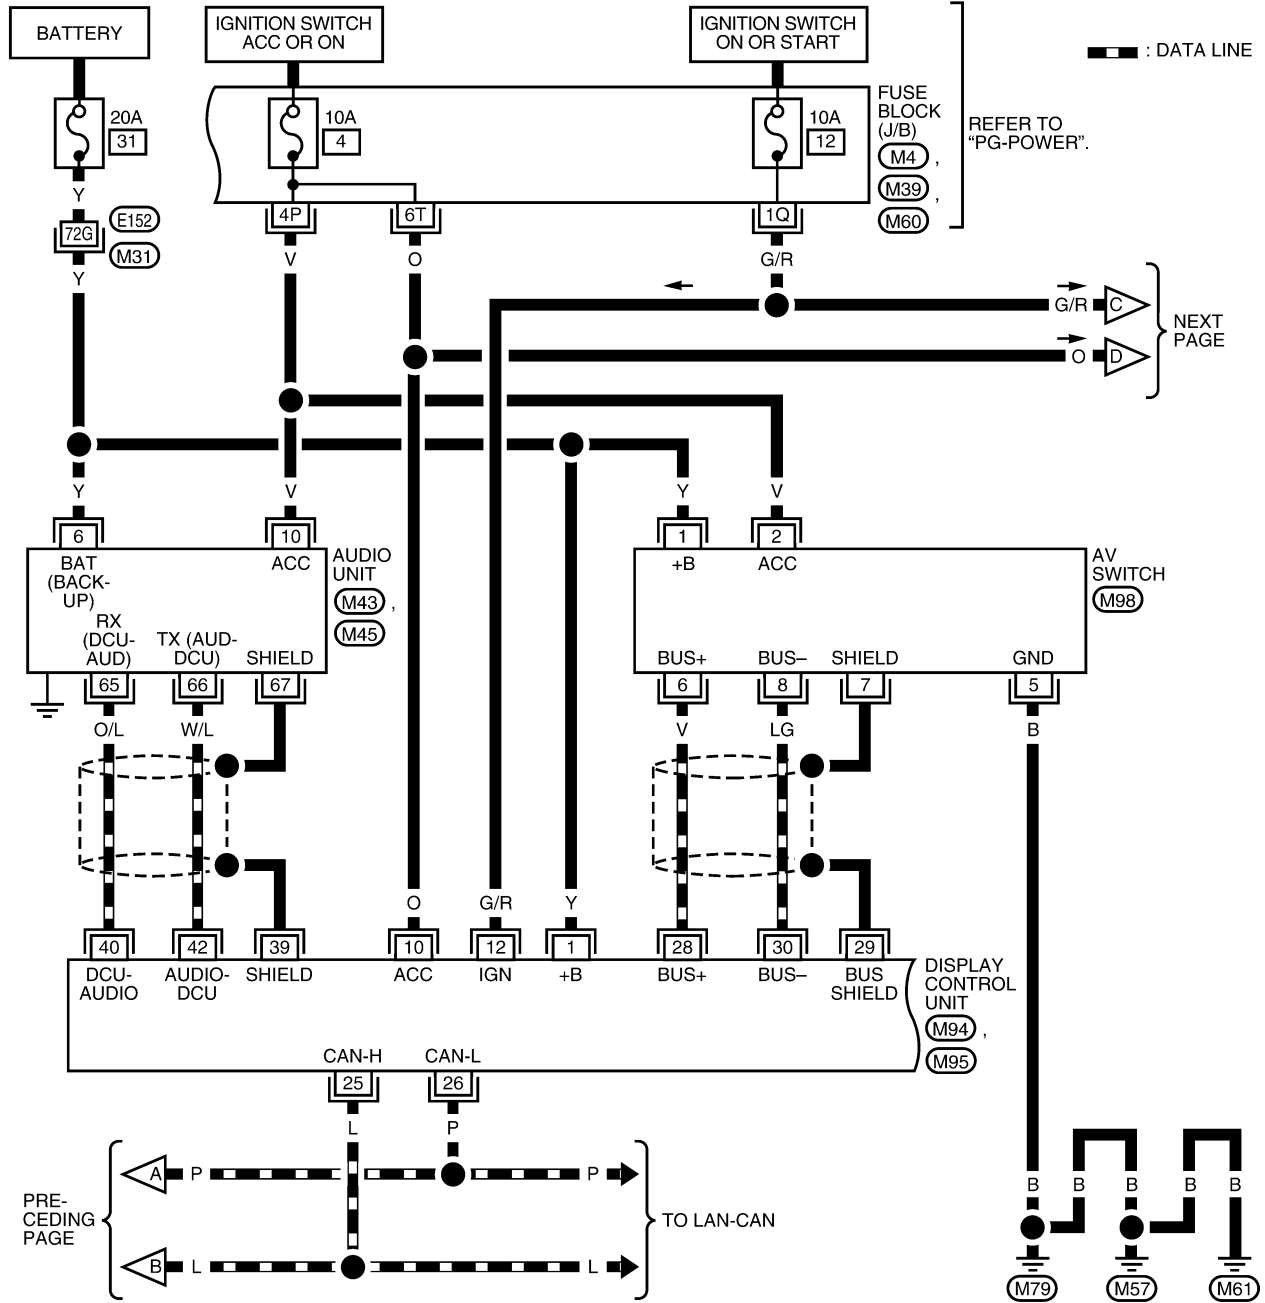 BATTERY
IGNITION SWITCH
ACC OR ON
IGNITION SWITCH
ON OR START
: DATA LINE
20A
31
10A
4
10A
12
FUSE
BLOCK
(J/B)
M4 ,
M39 ,
M60
REFER TO
“PG-POWER”.
Y
72G
E152
M31
Y
4P
6T
1Q
V
O
G/R
G/R
C
O
D
NEXT
PAGE
Y
V
Y
V
6
10
1
2
BAT
(BACK-
UP)
ACC
AUDIO
UNIT
M43 ,
M45
+B
ACC
AV
SWITCH
M98
RX
(DCU-
AUD)
TX (AUD-
DCU)
SHIELD
BUS+
BUS–
SHIELD
GND
65
66
67
6
8
7
5
O/L
W/L
V
LG
B
O
G/R
Y
40
42
39
10
12
1
28
30
29
DCU-
AUDIO
AUDIO-
DCU
SHIELD
ACC
IGN
+B
BUS+
BUS–
BUS
SHIELD
DISPLAY
CONTROL
UNIT
M94 ,
M95
CAN-H
CAN-L
25
26
L
P
PRE-
CEDING
PAGE
A
P
P
B
L
L
TO LAN-CAN
B
B
B
B
B
M79
M57
M61